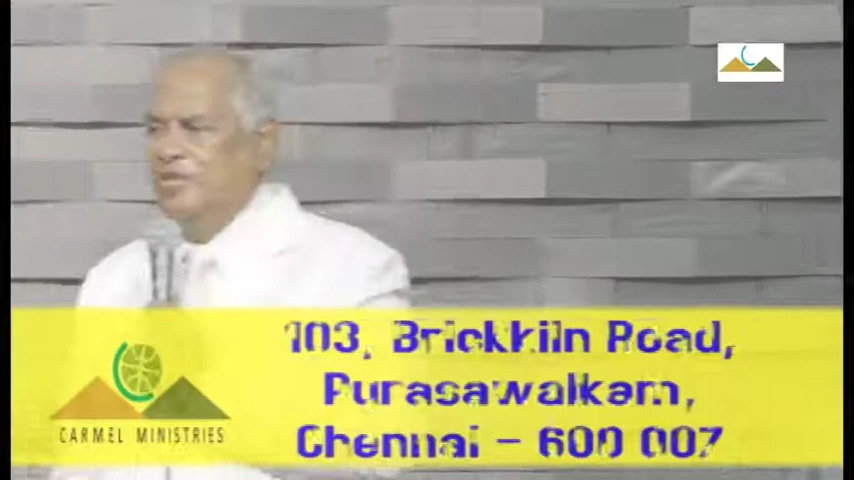 103, Brickkiln Road,
Purasawalkam,
Chennai - 600 007
CARMEL MINISTRIES